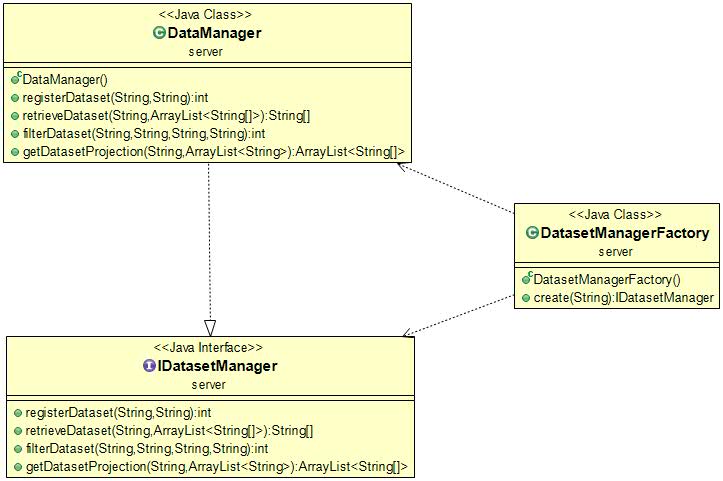 <<Java Class>>
DataManager
server
DataManager()
registerDataset(String,String):int
retrieveDataset(String,ArrayList<String[]>):String[]
filterDataset(String,String,String,String):int
getDatasetProjection(String,ArrayList<String>):ArrayList<String[]>
<<Java Class>>
DatasetManagerFactory
server
DatasetManagerFactory()
create(String):IDatasetManager
<<Java Interface>>
IDatasetManager
server
registerDataset(String,String):int
retrieveDataset(String,ArrayList<String[]>):String[]
filterDataset(String,String,String,String):int
getDatasetProjection(String,ArrayList<String>):ArrayList<String[]>